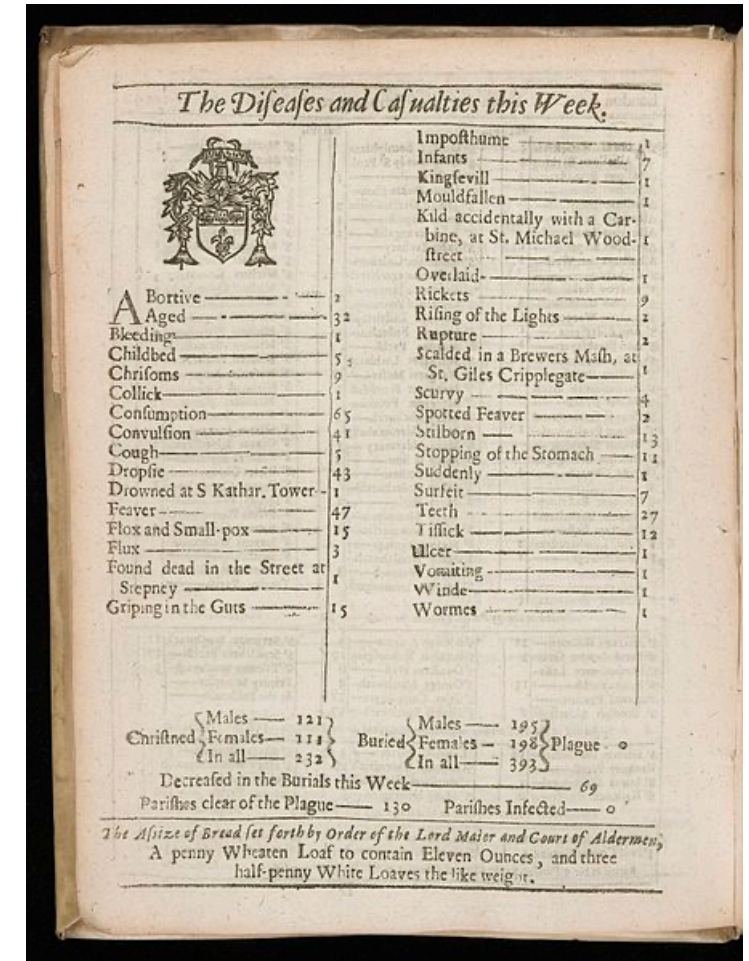 The Diſeaſes and Caſualties this Week.
ABortive — 2
Aged — 32
Bleeding — 1
Childbed — 5
Chriſoms — 9
Collick — 1
Conſumption — 65
Convulſion — 41
Cough — 5
Dropſie — 43
Drowned at S Kathar. Tower - 1
Feaver — 47
Flox and Small-pox — 15
Flux — 3
Found dead in the Street at
Stepney — 1
Griping in the Guts — 15
Impoſthume — 1
Infants — 7
Kingſevill — 1
Mouldfallen — 1
Kild accidentally with a Car-
bine, at St. Michael Wood- 1
ſtreet —
Overlaid — 1
Rickets — 9
Riſing of the Lights — 2
Rupture — 2
Scalded in a Brewers Maſh, at
St. Giles Cripplegate — 1
Scurvy — 4
Spotted Feaver — 2
Stilborn — 13
Stopping of the Stomach — 11
Suddenly — 1
Surfeit — 7
Teeth — 27
Tiſſick — 12
Ulcer — 1
Vomiting — 1
Winde — 1
Wormes — 1
Chriſtned
Males — 121
Females — 111
In all — 232
Buried
Males — 195
Females — 198
In all — 393
Plague - 0
Decreaſed in the Burials this Week — 69
Pariſhes clear of the Plague — 130 Pariſhes Infected — 0
The Aſsize of Bread ſet forth by Order of the Lord Maier and Court of Aldermen,
A penny Wheaten Loaf to contain Eleven Ounces, and three
half-penny White Loaves the like weight.